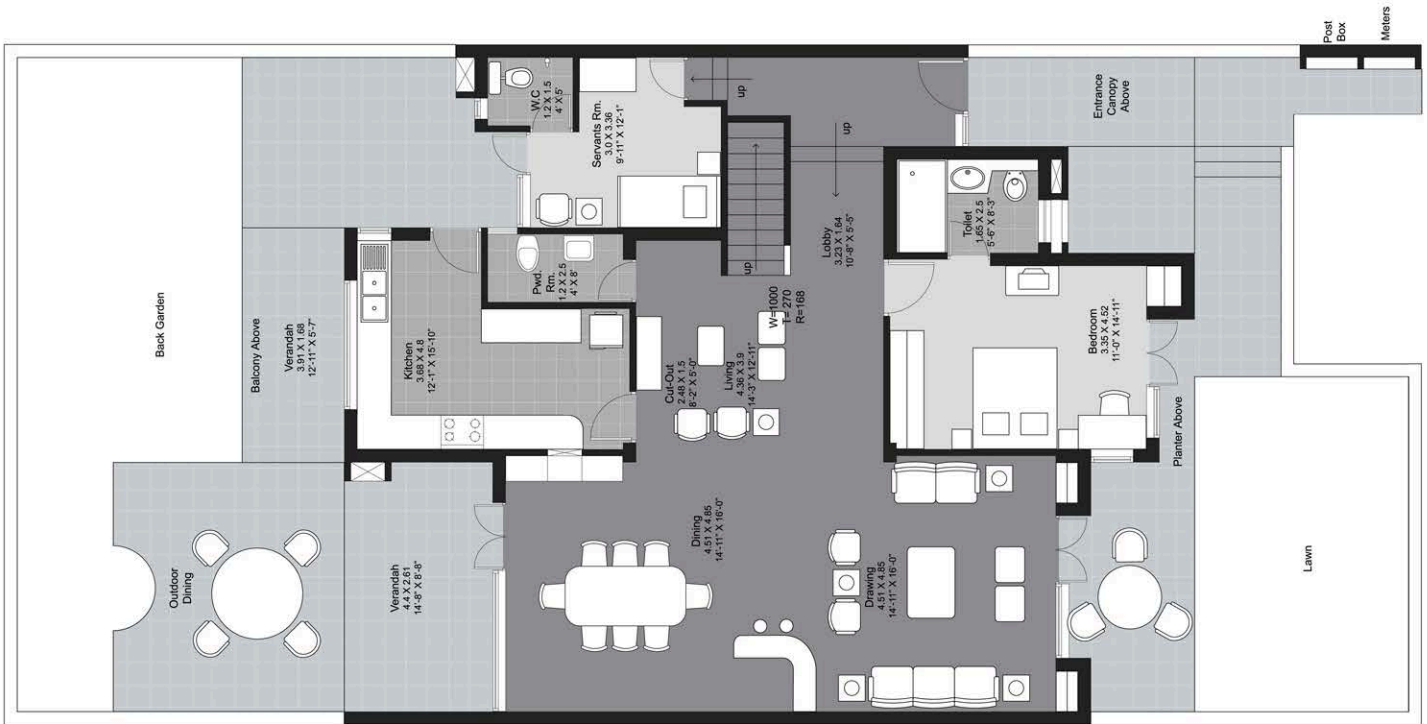 Post
Box
Meters
Entrance
Canopy
Above
W.C
1.2 X 1.5
4' X 5'
Servants Rm.
3.0 X 3.36
9'-11" X 12'-1"
up
up
up
Toilet
1.65 X 2.5
5'-6" X 8'-3"
Lobby
3.23 X 1.64
10'-8" X 5'-5"
Pwd.
Rm.
1.2 X 2.5
4' X 8'
W=1000
T= 270
R=168
Back Garden
Balcony Above
Verandah
3.91 X 1.68
12'-11" X 5'-7"
Kitchen
3.68 X 4.8
12'-1" X 15'-10"
Cut-Out
2.48 X 1.5
8'-2" X 5'-0"
Living
4.36 X 3.9
14'-3" X 12'-11"
Bedroom
3.35 X 4.52
11'-0" X 14'-11"
Planter Above
Outdoor
Dining
Verandah
4.4 X 2.61
14'-8" X 8'-8"
Dining
4.51 X 4.85
14'-11" X 16'-0"
Drawing
4.51 X 4.85
14'-11" X 16'-0"
Lawn